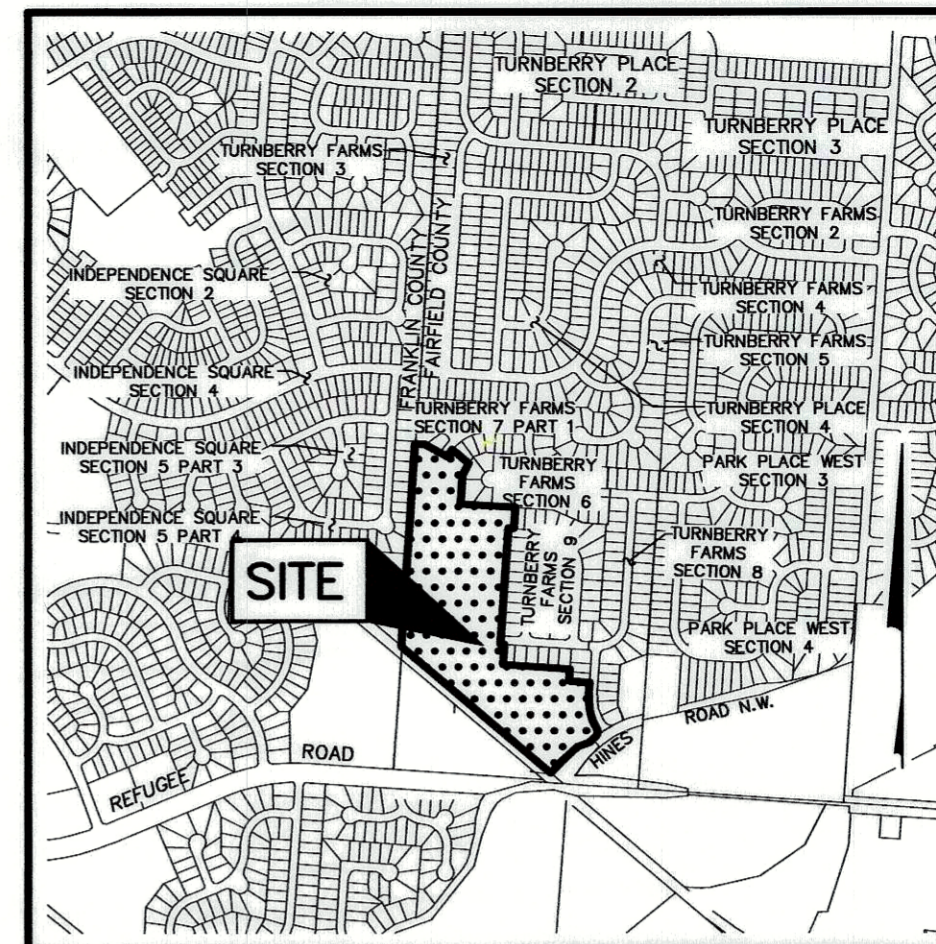 TURNBERRY PLACE
SECTION 2
TURNBERRY PLACE
SECTION 3
TURNBERRY FARMS
SECTION 3
TURNBERRY FARMS
SECTION 2
FRANKLIN COUNTY
FAIRFIELD COUNTY
INDEPENDENCE SQUARE
SECTION 2
TURNBERRY FARMS
SECTION 4
TURNBERRY FARMS
SECTION 5
INDEPENDENCE SQUARE
SECTION 4
TURNBERRY FARMS
SECTION 7 PART 1
TURNBERRY PLACE
SECTION 4
INDEPENDENCE SQUARE
SECTION 5 PART 3
TURNBERRY
FARMS
SECTION 6
PARK PLACE WEST
SECTION 3
INDEPENDENCE SQUARE
SECTION 5 PART
TURNBERRY
FARMS
SECTION 9
TURNBERRY
FARMS
SECTION 8
SITE
PARK PLACE WEST
SECTION 4
HINES
ROAD N.W.
REFUGEE
ROAD